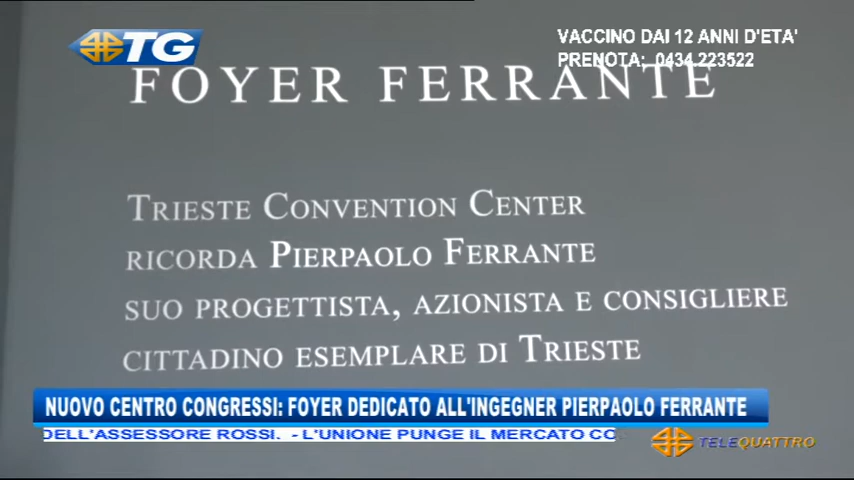 TG
VACCINO DAI 12 ANNI D'ETA'
PRENOTA: 0434 223522
FOYER FERRANTE
TRIESTE CONVENTION CENTER
RICORDA PIERPAOLO FERRANTE
SUO PROGETTISTA, AZIONISTA E CONSIGLIERE
CITTADINO ESEMPLARE DI TRIESTE
NUOVO CENTRO CONGRESSI: FOYER DEDICATO ALL'INGEGNER PIERPAOLO FERRANTE
DELL'ASSESSORE ROSSI. - L'UNIONE PUNGE IL MERCATO CO
TELEQUATTRO